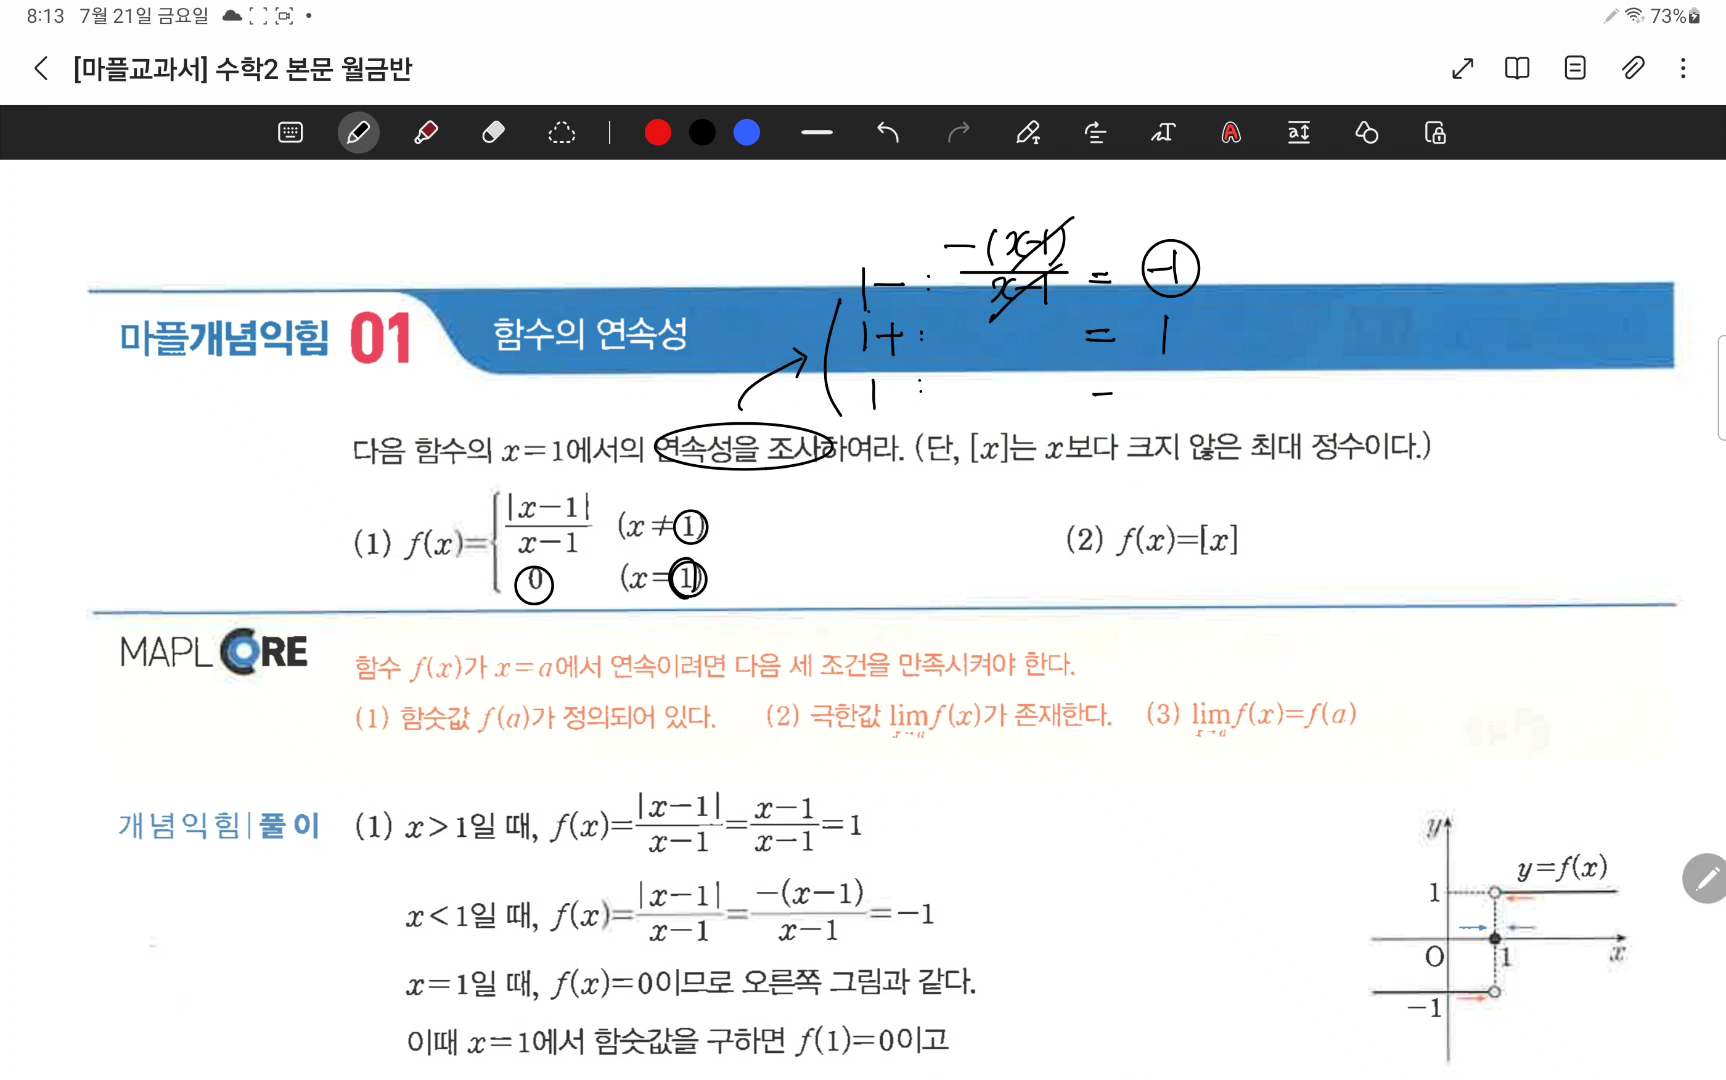 8:13 7월 21일 금요일
73%
[마플교과서] 수학2 본문 월금반
1- : -(x-1)/(x-1) = -1
1+ : = 1
1 : -
마플개념익힘 01 함수의 연속성
다음 함수의 x=1에서의 연속성을 조사하여라. (단, [x]는 x보다 크지 않은 최대 정수이다.)
(1) f(x)={ |x-1|/(x-1) (x≠1)
0 (x=1)
(2) f(x)=[x]
MAPL CORE
함수 f(x)가 x=a에서 연속이려면 다음 세 조건을 만족시켜야 한다.
(1) 함숫값 f(a)가 정의되어 있다. (2) 극한값 lim x→a f(x)가 존재한다. (3) lim x→a f(x)=f(a)
개념익힘|풀이 (1) x>1일 때, f(x)=|x-1|/(x-1)=(x-1)/(x-1)=1
x<1일 때, f(x)=|x-1|/(x-1)=-(x-1)/(x-1)=-1
x=1일 때, f(x)=0이므로 오른쪽 그림과 같다.
이때 x=1에서 함숫값을 구하면 f(1)=0이고
y
y=f(x)
1
O 1 x
-1